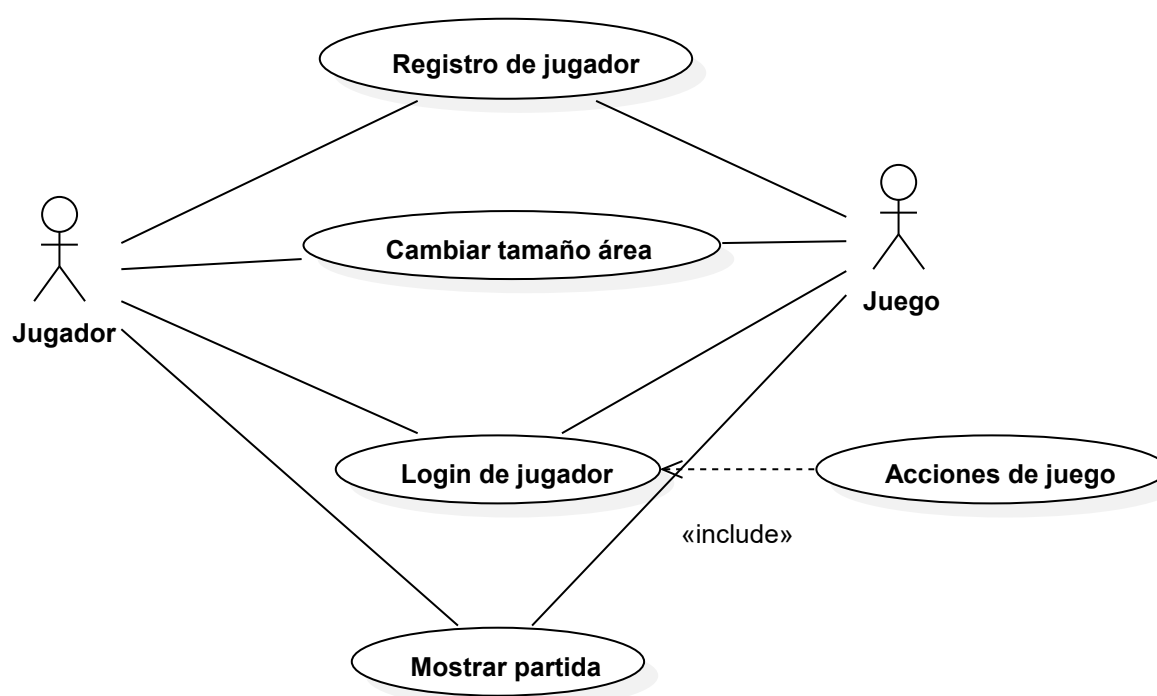 Registro de jugador
Cambiar tamaño área
Juego
Jugador
Login de jugador
Acciones de juego
«include»
Mostrar partida